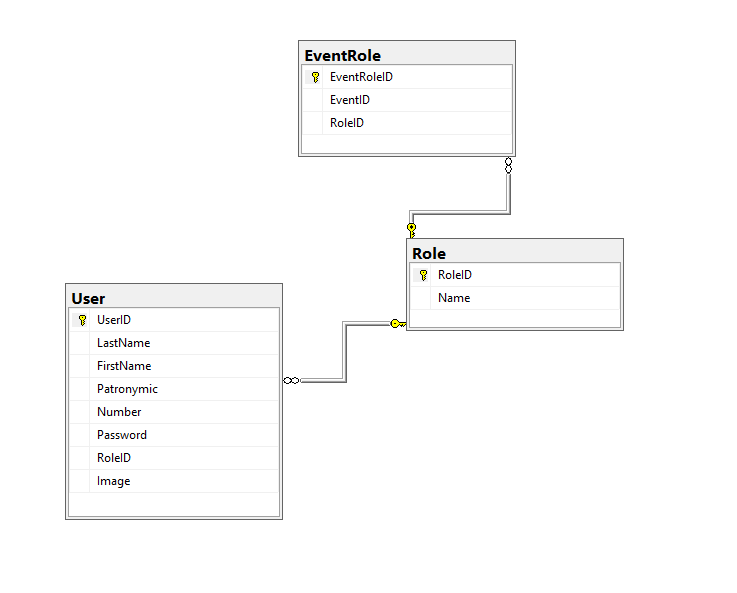 EventRole
EventRoleID
EventID
RoleID
Role
RoleID
Name
User
UserID
LastName
FirstName
Patronymic
Number
Password
RoleID
Image